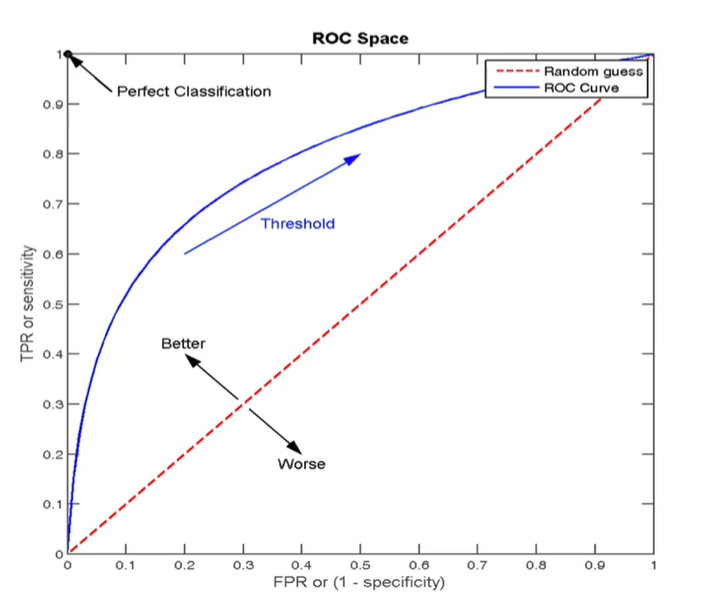 ROC Space
Perfect Classification
Random guess
ROC Curve
Threshold
Better
Worse
TPR or sensitivity
1
0.9
0.8
0.7
0.6
0.5
0.4
0.3
0.2
0.1
0
0 0.1 0.2 0.3 0.4 0.5 0.6 0.7 0.8 0.9 1
FPR or (1 - specificity)